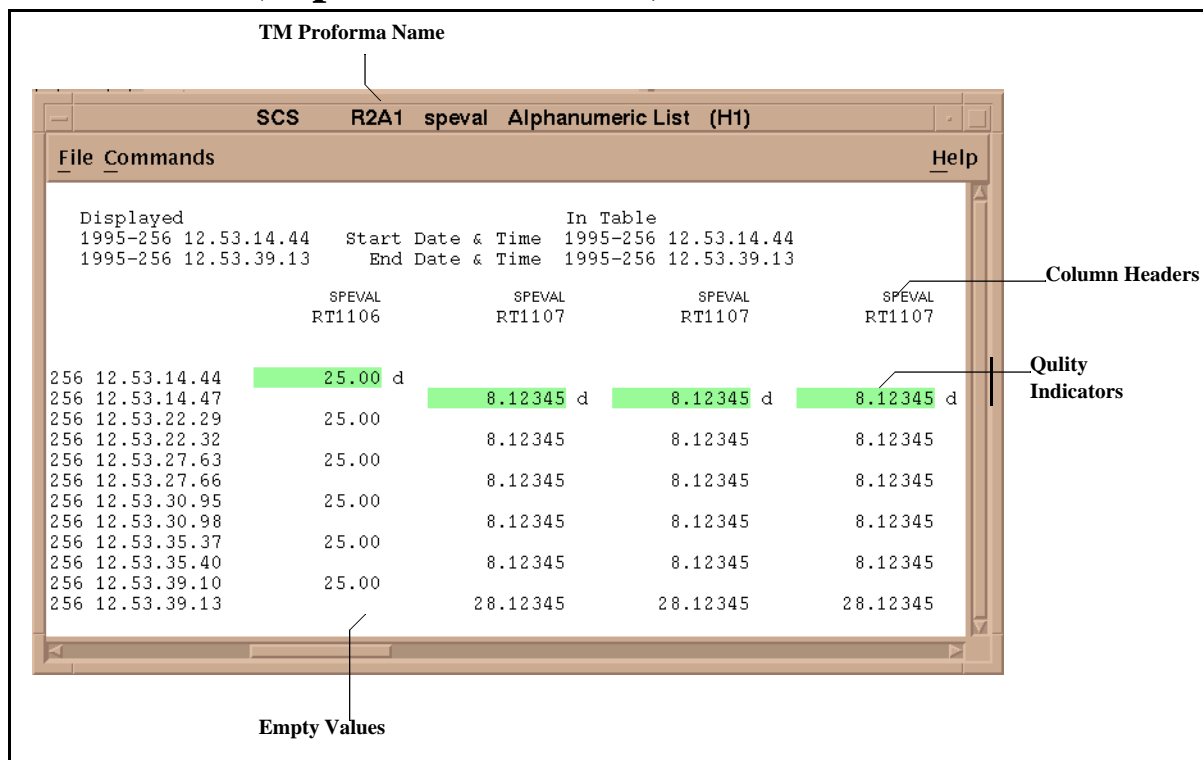 TM Proforma Name
SCS R2A1 speval Alphanumeric List (H1)
File Commands Help
Displayed In Table
1995-256 12.53.14.44 Start Date & Time 1995-256 12.53.14.44
1995-256 12.53.39.13 End Date & Time 1995-256 12.53.39.13
Column Headers
SPEVAL SPEVAL SPEVAL SPEVAL
RT1106 RT1107 RT1107 RT1107
Qulity
Indicators
256 12.53.14.44 25.00 d
256 12.53.14.47 8.12345 d 8.12345 d 8.12345 d
256 12.53.22.29 25.00
256 12.53.22.32 8.12345 8.12345 8.12345
256 12.53.27.63 25.00
256 12.53.27.66 8.12345 8.12345 8.12345
256 12.53.30.95 25.00
256 12.53.30.98 8.12345 8.12345 8.12345
256 12.53.35.37 25.00
256 12.53.35.40 8.12345 8.12345 8.12345
256 12.53.39.10 25.00
256 12.53.39.13 28.12345 28.12345 28.12345
Empty Values